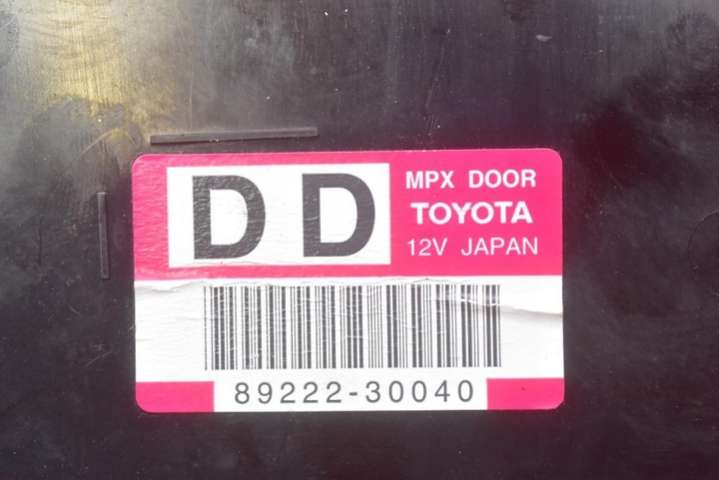 DD
MPX DOOR
TOYOTA
12V JAPAN
89222-30040